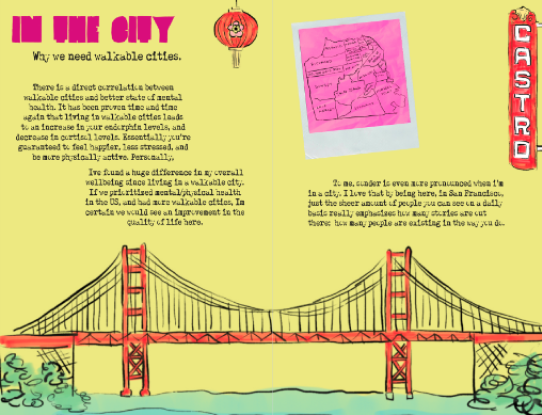 IN THE CITY
Why we need walkable cities.
There is a direct correlation between
walkable cities and better state of mental
health. It has been proven time and time
again that living in walkable cities leads
to an increase in your endorphin levels, and
decrease in cortisol levels. Essentially you're
guaranteed to feel happier, less stressed, and
be more physically active. Personally,
Ive found a huge difference in my overall
wellbeing since living in a walkable city.
If we prioritised mental/physical health
in the US, and had more walkable cities, Im
certain we would see an improvement in the
quality of life here.
CASTRO
To me, sonder is even more pronounced when i'm
in a city. I love that by being here, in San Francisco,
just the sheer amount of people you can see on a daily
basis really emphasizes how many stories are out
there; how many people are existing in the way you do.